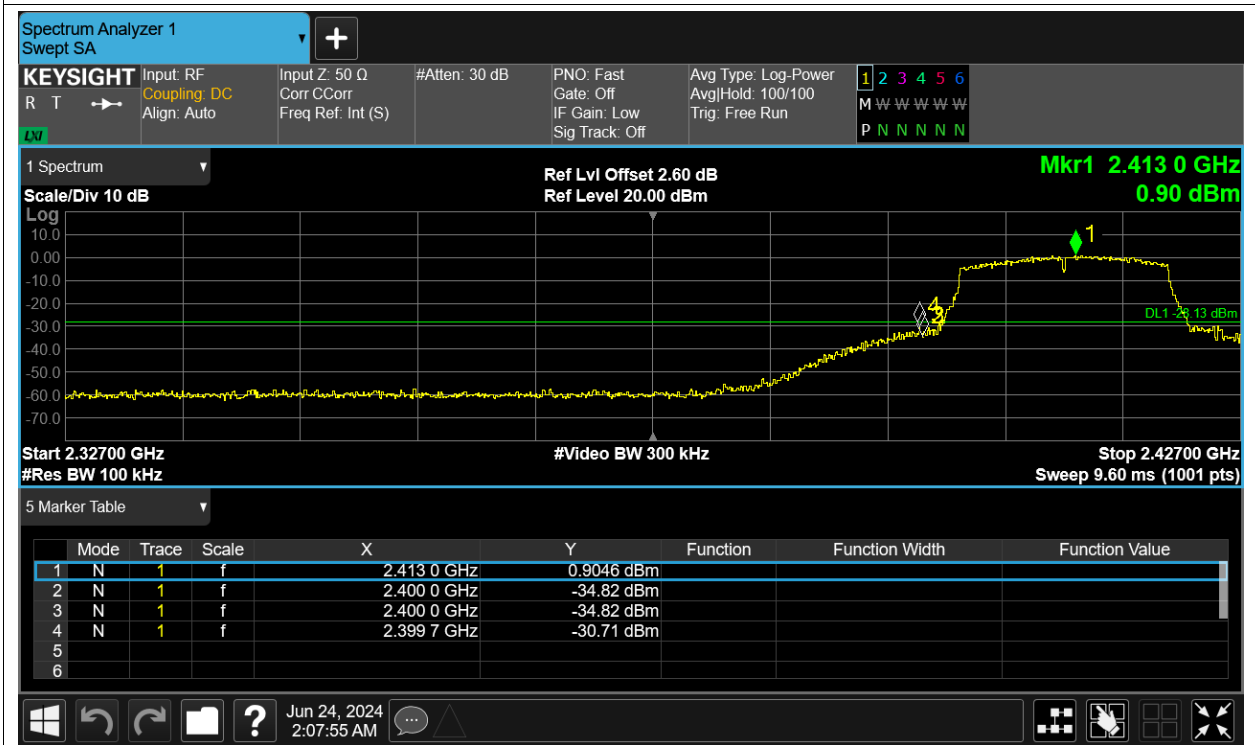 Spectrum Analyzer 1
Swept SA
KEYSIGHT
R T
LXI
Input: RF
Coupling: DC
Align: Auto
Input Z: 50 Ω
Corr CCorr
Freq Ref: Int (S)
#Atten: 30 dB
PNO: Fast
Gate: Off
IF Gain: Low
Sig Track: Off
Avg Type: Log-Power
Avg|Hold: 100/100
Trig: Free Run
1 2 3 4 5 6
M W W W W W
P N N N N N
1 Spectrum
Scale/Div 10 dB
Ref Lvl Offset 2.60 dB
Ref Level 20.00 dBm
Mkr1 2.413 0 GHz
0.90 dBm
Log
10.0
0.00
-10.0
-20.0
-30.0
-40.0
-50.0
-60.0
-70.0
1
4
DL1 -28.13 dBm
Start 2.32700 GHz
#Res BW 100 kHz
#Video BW 300 kHz
Stop 2.42700 GHz
Sweep 9.60 ms (1001 pts)
5 Marker Table
Mode Trace Scale X Y Function Function Width Function Value
1 N 1 f 2.413 0 GHz 0.9046 dBm
2 N 1 f 2.400 0 GHz -34.82 dBm
3 N 1 f 2.400 0 GHz -34.82 dBm
4 N 1 f 2.399 7 GHz -30.71 dBm
5
6
?
Jun 24, 2024
2:07:55 AM